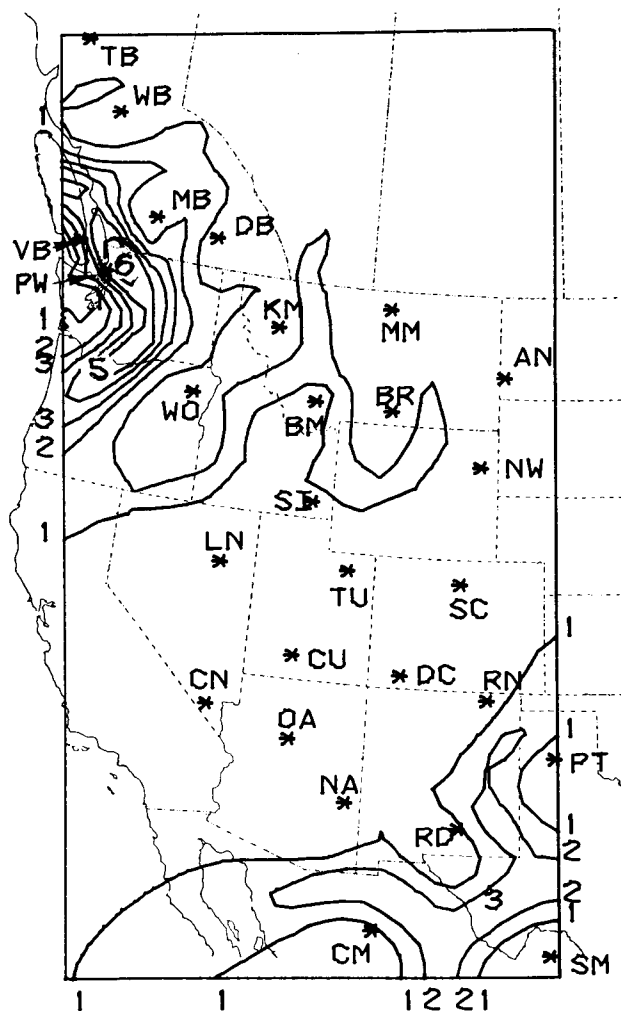 TB
WB
1
MB
DB
VB
6
PW
KM
MM
1
2
3
5
AN
WO
BM
BR
3
2
NW
SI
1
LN
TU
SC
1
CU
DC
CN
RN
OA
1
PT
NA
RD
1
2
3
2
1
CM
SM
1 1 1 2 2 1